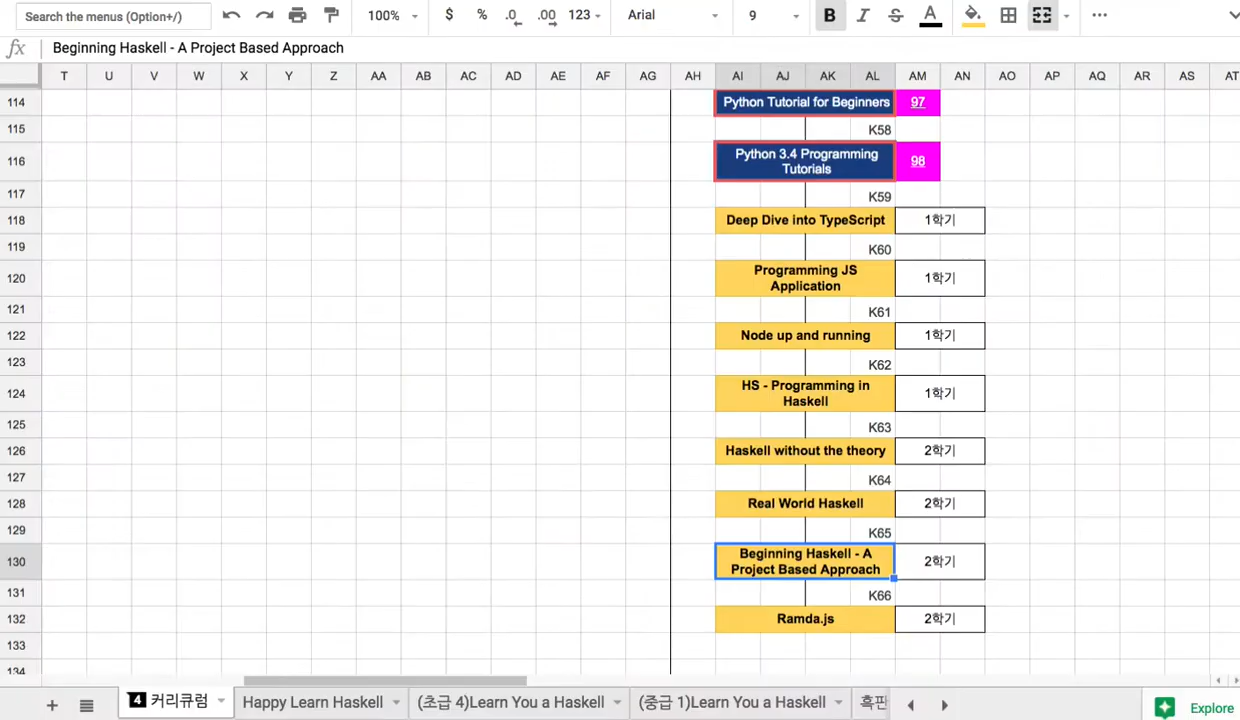 Search the menus (Option+/)
100%
$ % .0 .00 123
Arial
9
B I S A
fx
Beginning Haskell - A Project Based Approach
T U V W X Y Z AA AB AC AD AE AF AG AH AI AJ AK AL AM AN AO AP AQ AR AS AT
114
Python Tutorial for Beginners
97
115
K58
116
Python 3.4 Programming
Tutorials
98
117
K59
118
Deep Dive into TypeScript
1학기
119
K60
120
Programming JS
Application
1학기
121
K61
122
Node up and running
1학기
123
K62
124
HS - Programming in
Haskell
1학기
125
K63
126
Haskell without the theory
2학기
127
K64
128
Real World Haskell
2학기
129
K65
130
Beginning Haskell - A
Project Based Approach
2학기
131
K66
132
Ramda.js
2학기
133
134
4 커리큐럼
Happy Learn Haskell
(초급 4)Learn You a Haskell
(중급 1)Learn You a Haskell
흑판
Explore